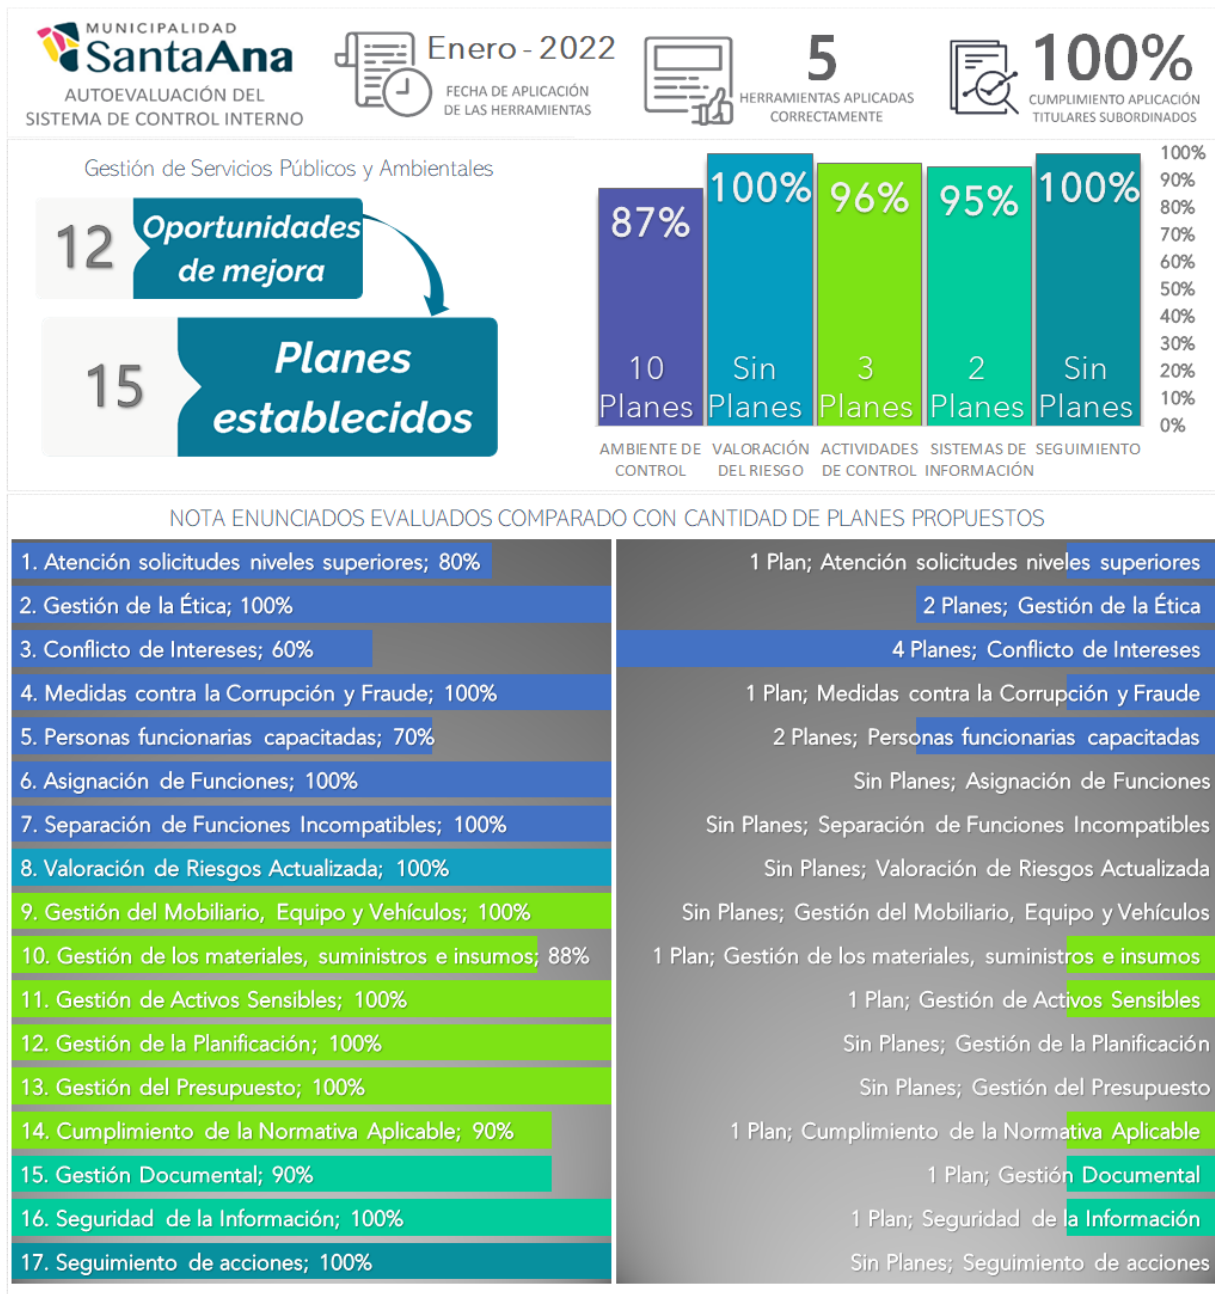 MUNICIPALIDAD
SantaAna
AUTOEVALUACIÓN DEL
SISTEMA DE CONTROL INTERNO
Enero - 2022
FECHA DE APLICACIÓN
DE LAS HERRAMIENTAS
5
HERRAMIENTAS APLICADAS
CORRECTAMENTE
100%
CUMPLIMIENTO APLICACIÓN
TITULARES SUBORDINADOS
Gestión de Servicios Públicos y Ambientales
12
Oportunidades
de mejora
15
Planes
establecidos
87%
100%
96%
95%
100%
10
Planes
Sin
Planes
3
Planes
2
Planes
Sin
Planes
100%
90%
80%
70%
60%
50%
40%
30%
20%
10%
0%
AMBIENTE DE
CONTROL
VALORACIÓN
DEL RIESGO
ACTIVIDADES
DE CONTROL
SISTEMAS DE
INFORMACIÓN
SEGUIMIENTO
NOTA ENUNCIADOS EVALUADOS COMPARADO CON CANTIDAD DE PLANES PROPUESTOS
1. Atención solicitudes niveles superiores; 80%
2. Gestión de la Ética; 100%
3. Conflicto de Intereses; 60%
4. Medidas contra la Corrupción y Fraude; 100%
5. Personas funcionarias capacitadas; 70%
6. Asignación de Funciones; 100%
7. Separación de Funciones Incompatibles; 100%
8. Valoración de Riesgos Actualizada; 100%
9. Gestión del Mobiliario, Equipo y Vehículos; 100%
10. Gestión de los materiales, suministros e insumos; 88%
11. Gestión de Activos Sensibles; 100%
12. Gestión de la Planificación; 100%
13. Gestión del Presupuesto; 100%
14. Cumplimiento de la Normativa Aplicable; 90%
15. Gestión Documental; 90%
16. Seguridad de la Información; 100%
17. Seguimiento de acciones; 100%
1 Plan; Atención solicitudes niveles superiores
2 Planes; Gestión de la Ética
4 Planes; Conflicto de Intereses
1 Plan; Medidas contra la Corrupción y Fraude
2 Planes; Personas funcionarias capacitadas
Sin Planes; Asignación de Funciones
Sin Planes; Separación de Funciones Incompatibles
Sin Planes; Valoración de Riesgos Actualizada
Sin Planes; Gestión del Mobiliario, Equipo y Vehículos
1 Plan; Gestión de los materiales, suministros e insumos
1 Plan; Gestión de Activos Sensibles
Sin Planes; Gestión de la Planificación
Sin Planes; Gestión del Presupuesto
1 Plan; Cumplimiento de la Normativa Aplicable
1 Plan; Gestión Documental
1 Plan; Seguridad de la Información
Sin Planes; Seguimiento de acciones